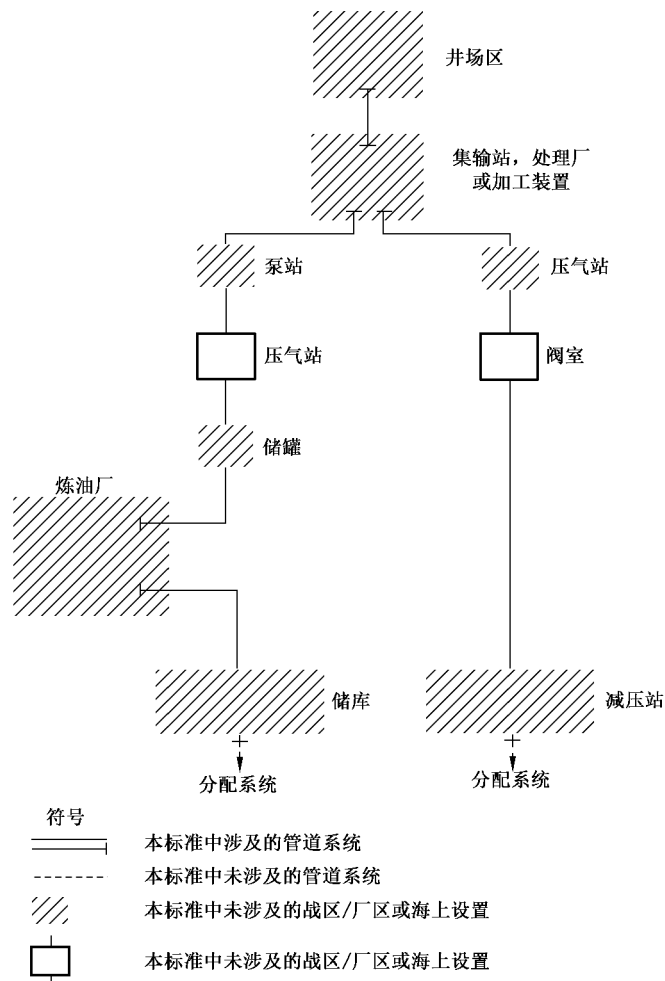 井场区
集输站，处理厂
或加工装置
泵站
压气站
压气站
阀室
储罐
炼油厂
储库
减压站
分配系统
分配系统
符号
本标准中涉及的管道系统
本标准中未涉及的管道系统
本标准中未涉及的战区/厂区或海上设置
本标准中未涉及的战区/厂区或海上设置